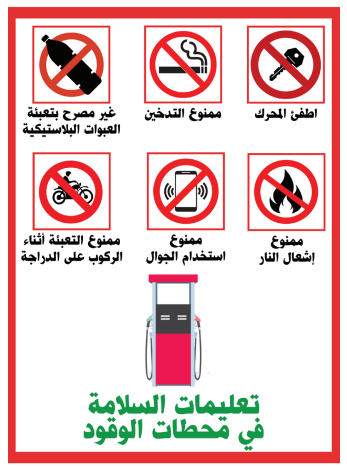 اطفئ المحرك
ممنوع التدخين
غير مصرح بتعبئة
العبوات البلاستيكية
ممنوع
إشعال النار
ممنوع
استخدام الجوال
ممنوع التعبئة أثناء
الركوب على الدراجة
تعليمات السلامة
في محطات الوقود